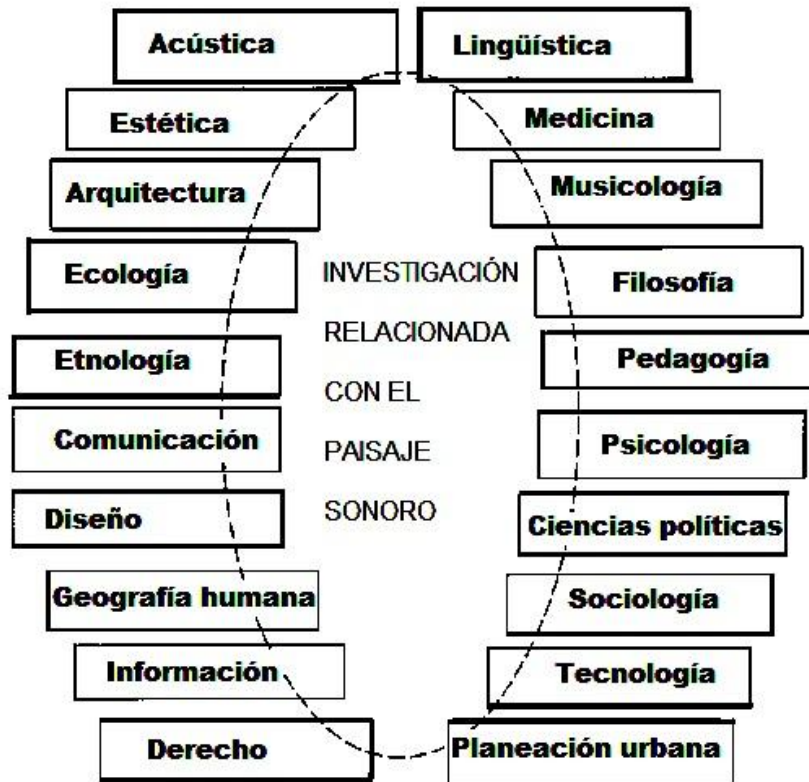 Acústica
Lingüística
Estética
Medicina
Arquitectura
Musicología
Ecología
INVESTIGACIÓN
Filosofía
RELACIONADA
Etnología
Pedagogía
CON EL
Comunicación
Psicología
PAISAJE
Diseño
SONORO
Ciencias políticas
Geografía humana
Sociología
Información
Tecnología
Derecho
Planeación urbana